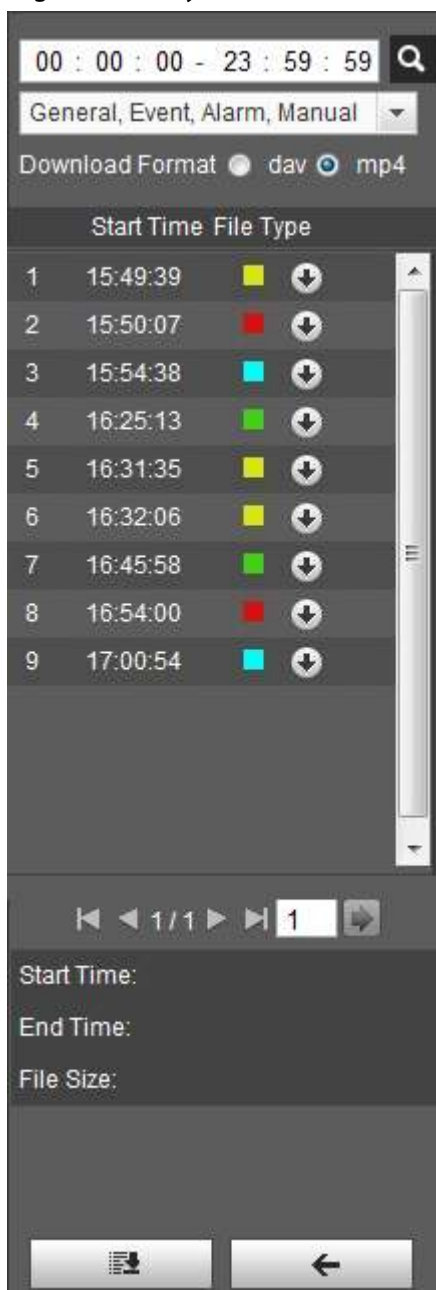 00 : 00 : 00 - 23 : 59 : 59
General, Event, Alarm, Manual
Download Format dav mp4
Start Time File Type
1 15:49:39
2 15:50:07
3 15:54:38
4 16:25:13
5 16:31:35
6 16:32:06
7 16:45:58
8 16:54:00
9 17:00:54
1 / 1 1
Start Time:
End Time:
File Size: